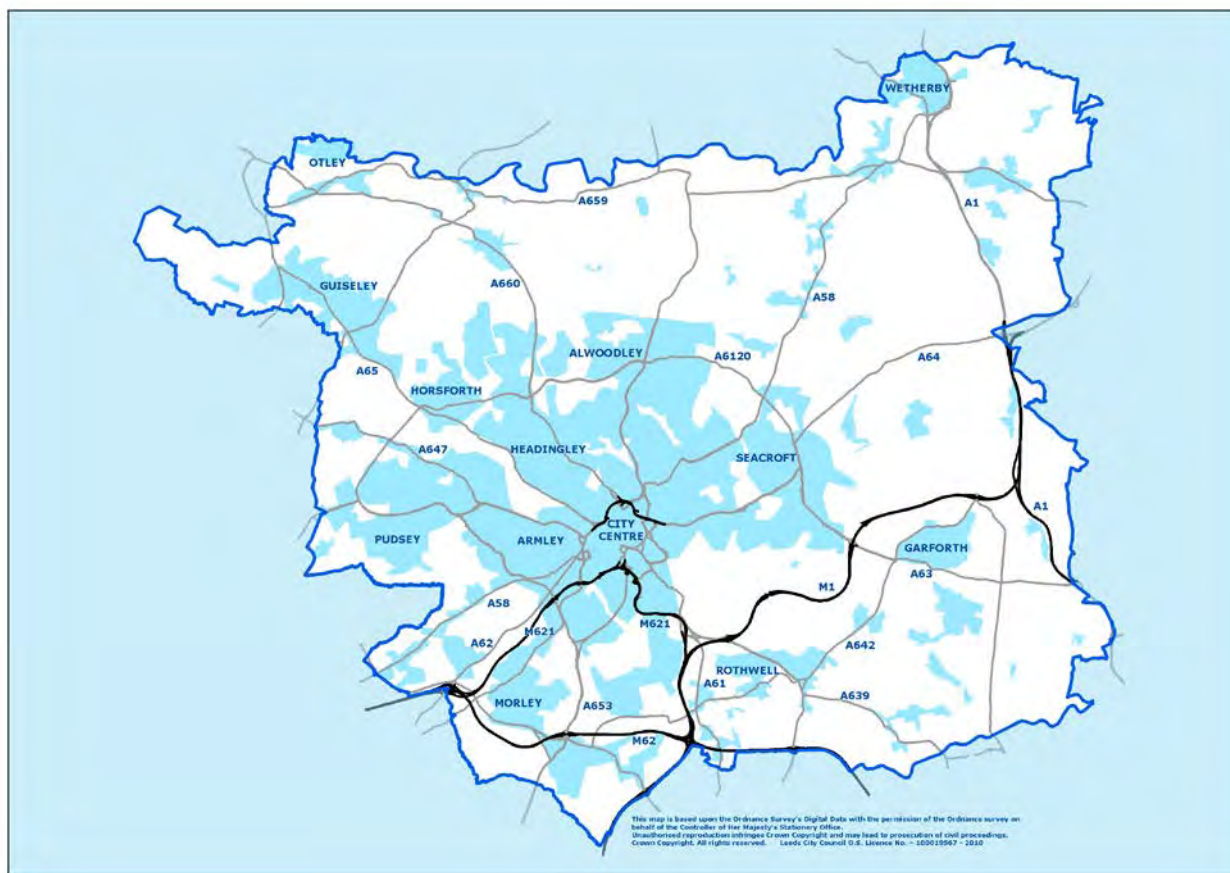 WETHERBY
OTLEY
A659
A1
GUISELEY
A660
A58
ALWOODLEY
A6120
A64
A65
HORSFORTH
A647
HEADINGLEY
SEACROFT
A1
CITY
CENTRE
PUDSEY
ARMLEY
GARFORTH
A63
M1
A58
M621
M621
A62
A642
ROTHWELL
A61
A639
MORLEY
A653
M62
This map is based upon the Ordnance Survey's Digital Data with the permission of the Ordnance survey on
behalf of the Controller of Her Majesty's Stationery Office.
Unauthorised reproduction infringes Crown Copyright and may lead to prosecution of civil proceedings.
Crown Copyright. All rights reserved. Leeds City Council O.S. Licence No. – 100019567 - 2010